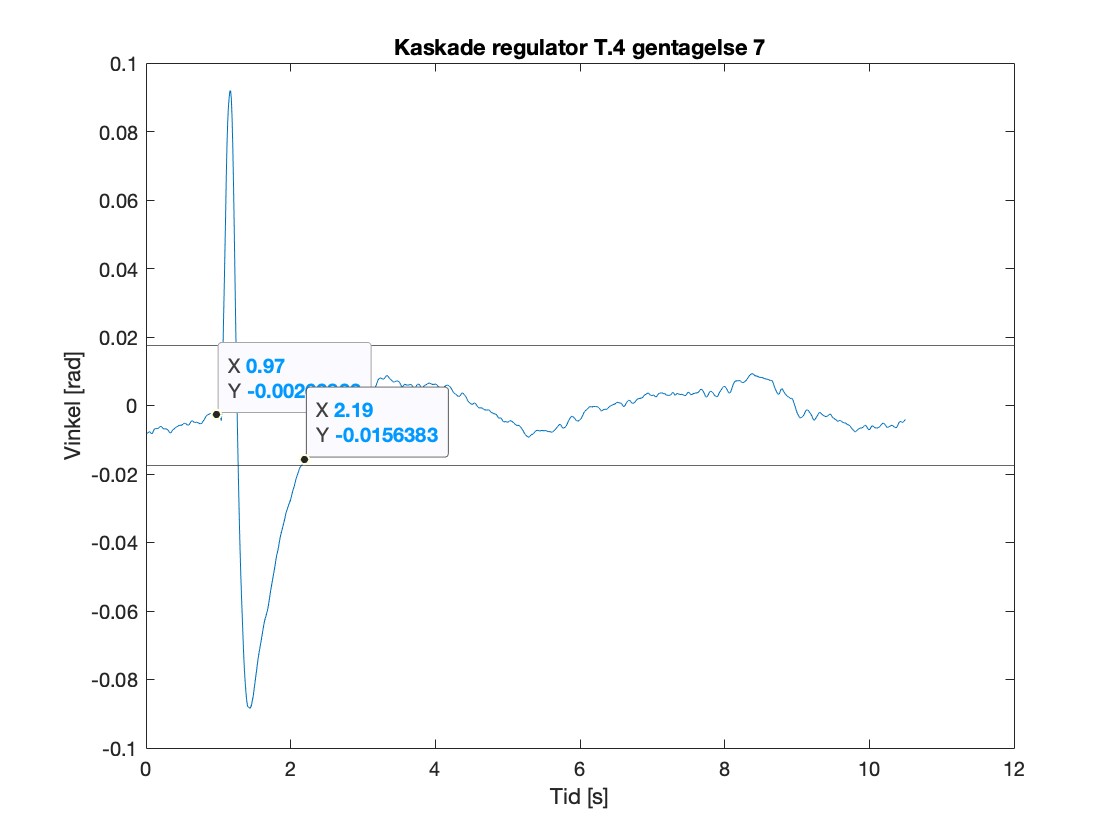 Kaskade regulator T.4 gentagelse 7
0.1
0.08
0.06
0.04
0.02
0
-0.02
-0.04
-0.06
-0.08
-0.1
Vinkel [rad]
X 0.97
Y
X 2.19
Y -0.0156383
0 2 4 6 8 10 12
Tid [s]